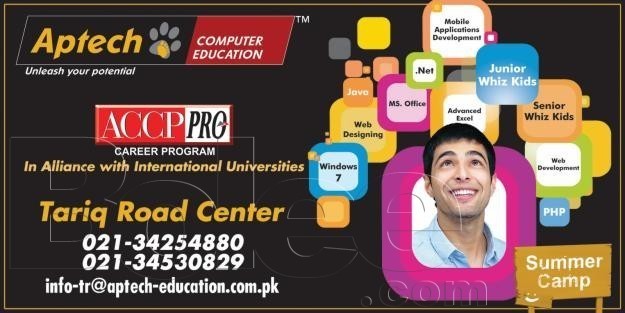 Aptech
COMPUTER
EDUCATION
TM
Unleash your potential
ACCP PRO
CAREER PROGRAM
In Alliance with International Universities
Tariq Road Center
021-34254880
021-34530829
info-tr@aptech-education.com.pk
Mobile
Applications
Development
.Net
Junior
Whiz Kids
Java
MS. Office
Advanced
Excel
Senior
Whiz Kids
Web
Designing
Windows
7
Web
Development
PHP
Summer
Camp
.com